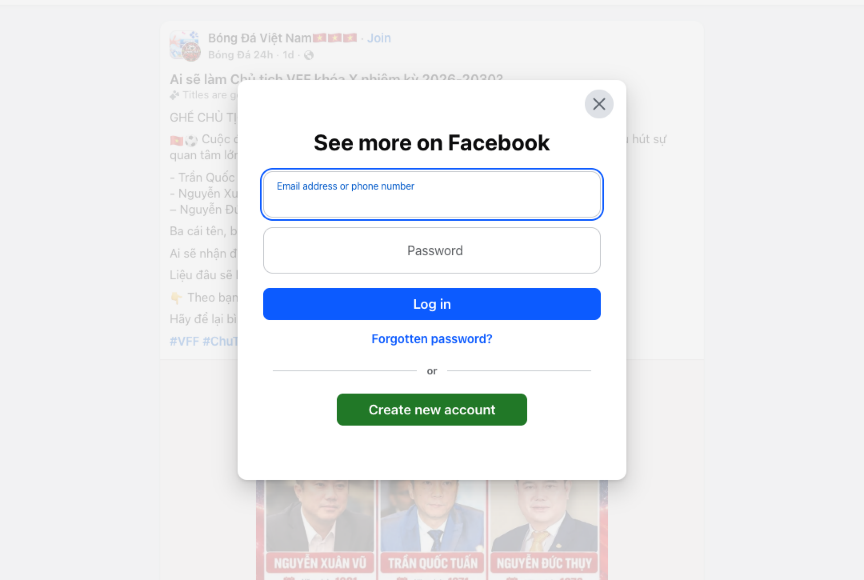 Bóng Đá Việt Nam🇻🇳🇻🇳🇻🇳 · Join
Bóng Đá 24h · 1d ·
Ai sẽ làm Chủ tịch VFF khóa X nhiệm kỳ 2026-2030?
Titles are
GHẾ CHỦ
See more on Facebook
🇻🇳⚽ Cuộc
hút sự
quan tâm
Email address or phone number
- Trần Quốc
- Nguyễn
– Nguyễn
Ba cái tên,
Password
Ai sẽ nhận
Liệu đâu sẽ
👉 Theo bạn
Log in
Hãy để lại
#VFF
Forgotten password?
or
Create new account
NGUYỄN XUÂN VŨ
TRẦN QUỐC TUẤN
NGUYỄN ĐỨC THỤY